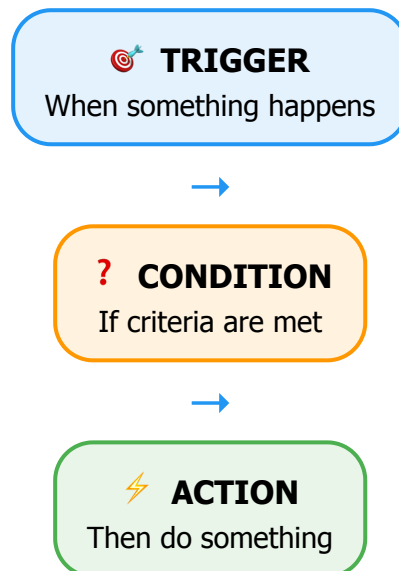 🎯 TRIGGER
When something happens
→
❓ CONDITION
If criteria are met
→
⚡ ACTION
Then do something